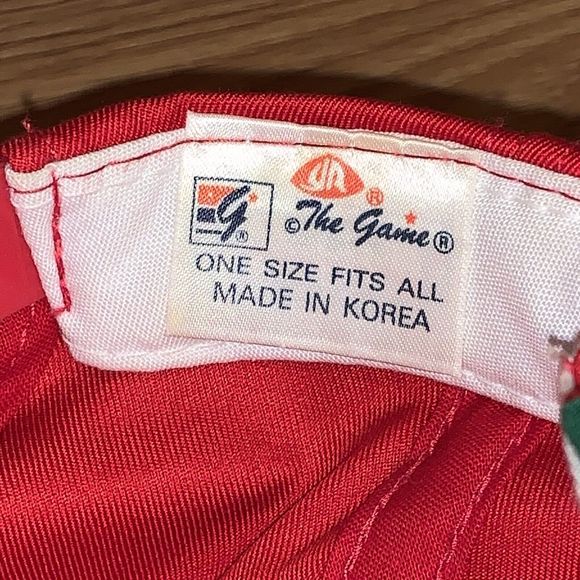 g®
®
© The Game ®
ONE SIZE FITS ALL
MADE IN KOREA